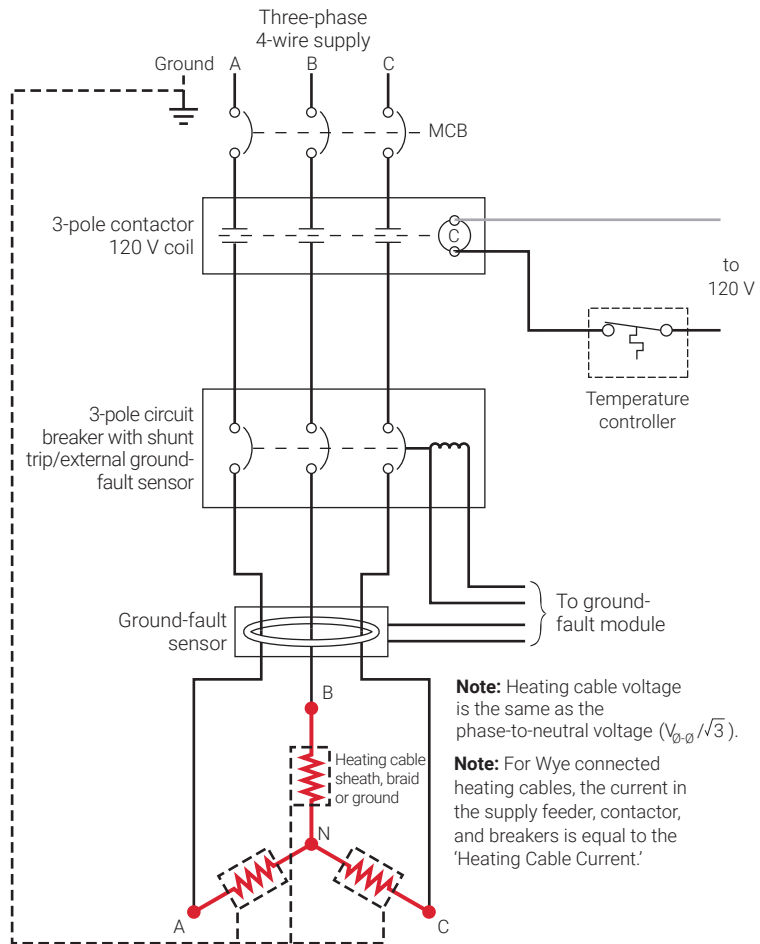 Three-phase
4-wire supply
Ground
A
B
C
MCB
3-pole contactor
120 V coil
C
to
120 V
Temperature
controller
3-pole circuit
breaker with shunt
trip/external ground-
fault sensor
Ground-fault
sensor
To ground-
fault module
B
Note: Heating cable voltage
is the same as the
phase-to-neutral voltage (VØ-Ø/√3 ).
Heating cable
sheath, braid
or ground
Note: For Wye connected
heating cables, the current in
the supply feeder, contactor,
and breakers is equal to the
‘Heating Cable Current.’
N
A
C